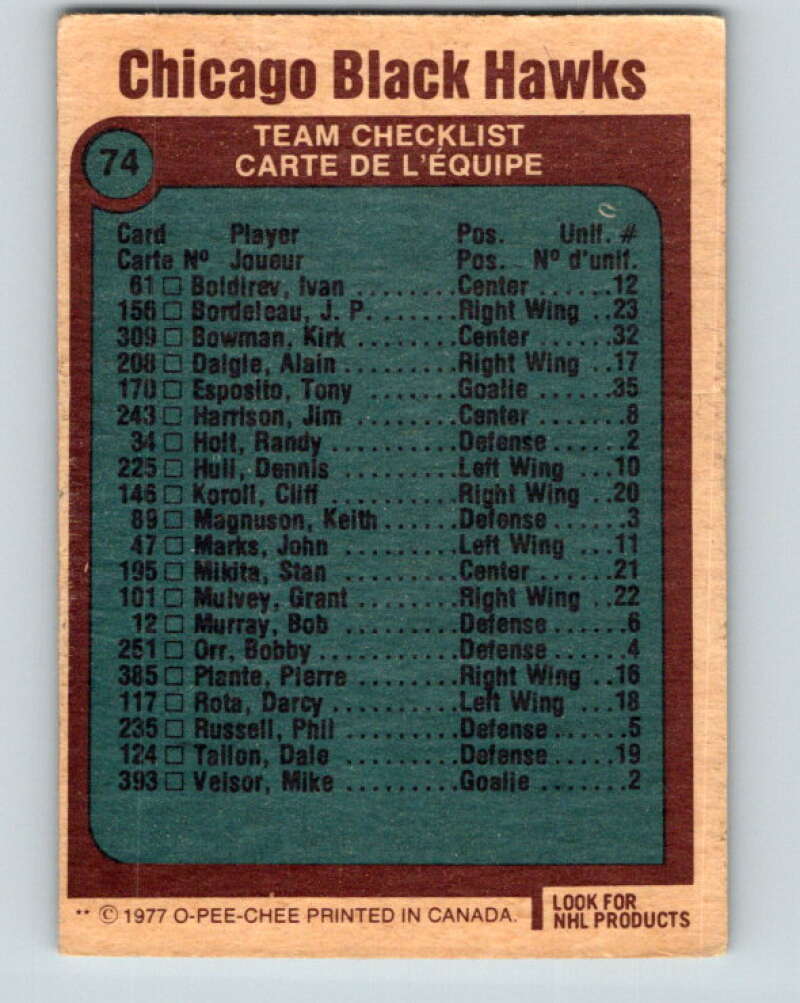 Chicago Black Hawks
74
TEAM CHECKLIST
CARTE DE L'ÉQUIPE
Card Player Pos. Unif. #
Carte Nº Joueur Pos. Nº d'unif.
61 □ Boldirev, Ivan ........ Center ......12
156 □ Bordeleau, J. P. ....... Right Wing ..23
309 □ Bowman, Kirk ........ Center ......32
208 □ Daigle, Alain ......... Right Wing ..17
170 □ Esposito, Tony ........ Goalie ......35
243 □ Harrison, Jim ......... Center .......8
34 □ Holt, Randy .......... Defense ......2
225 □ Hull, Dennis ......... Left Wing ...10
146 □ Koroll, Cliff .......... Right Wing ..20
89 □ Magnuson, Keith ...... Defense ......3
47 □ Marks, John ......... Left Wing ...11
195 □ Mikita, Stan ......... Center ......21
101 □ Mulvey, Grant ........ Right Wing ..22
12 □ Murray, Bob ......... Defense ......6
251 □ Orr, Bobby .......... Defense ......4
385 □ Plante, Pierre ........ Right Wing ..16
117 □ Rota, Darcy ......... Left Wing ...18
235 □ Russell, Phil ......... Defense ......5
124 □ Tallon, Dale ......... Defense .....19
393 □ Veisor, Mike ......... Goalie .......2
** © 1977 O-PEE-CHEE PRINTED IN CANADA.
LOOK FOR
NHL PRODUCTS